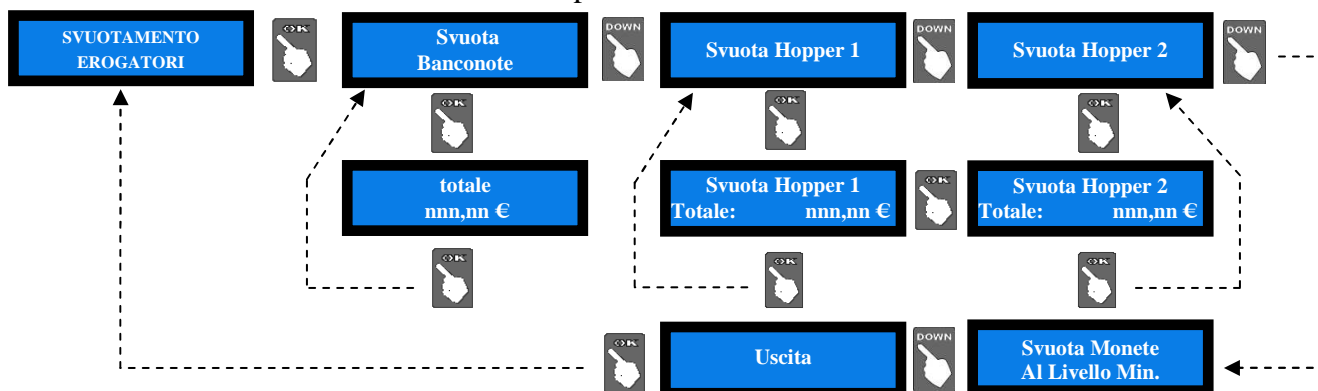 SVUOTAMENTO
EROGATORI
OK
Svuota
Banconote
DOWN
Svuota Hopper 1
DOWN
Svuota Hopper 2
DOWN
OK
OK
OK
totale
nnn,nn €
Svuota Hopper 1
Totale: nnn,nn €
OK
Svuota Hopper 2
Totale: nnn,nn €
OK
OK
OK
OK
Uscita
DOWN
Svuota Monete
Al Livello Min.